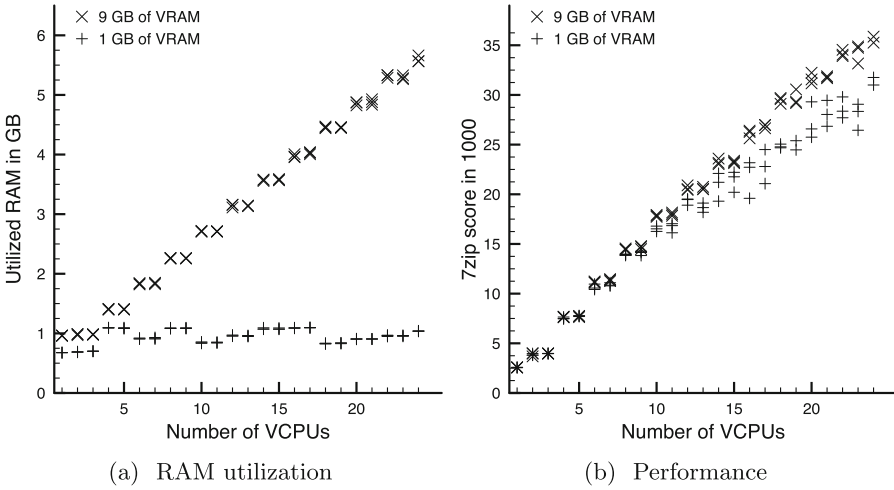 9 GB of VRAM
1 GB of VRAM
Utilized RAM in GB
6
5
4
3
2
1
0
5
10
15
20
Number of VCPUs
(a) RAM utilization
9 GB of VRAM
1 GB of VRAM
7zip score in 1000
35
30
25
20
15
10
5
0
5
10
15
20
Number of VCPUs
(b) Performance